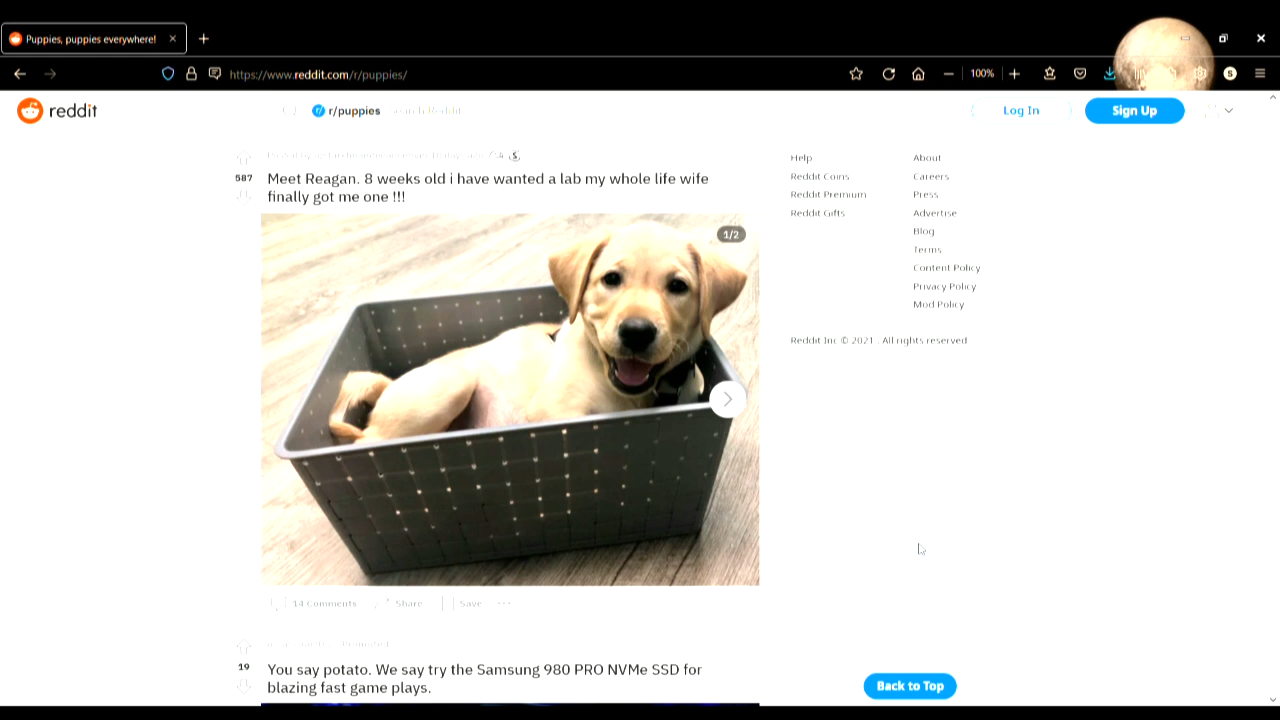 Puppies, puppies everywhere!
https://www.reddit.com/r/puppies/
100%
S
reddit
r/puppies
Search Reddit
Log In
Sign Up
587
Meet Reagan. 8 weeks old i have wanted a lab my whole life wife
finally got me one !!!
1/2
14 Comments
Share
Save
19
You say potato. We say try the Samsung 980 PRO NVMe SSD for
blazing fast game plays.
Help
Reddit Coins
Reddit Premium
Reddit Gifts
About
Careers
Press
Advertise
Blog
Terms
Content Policy
Privacy Policy
Mod Policy
Reddit Inc © 2021 . All rights reserved
Back to Top